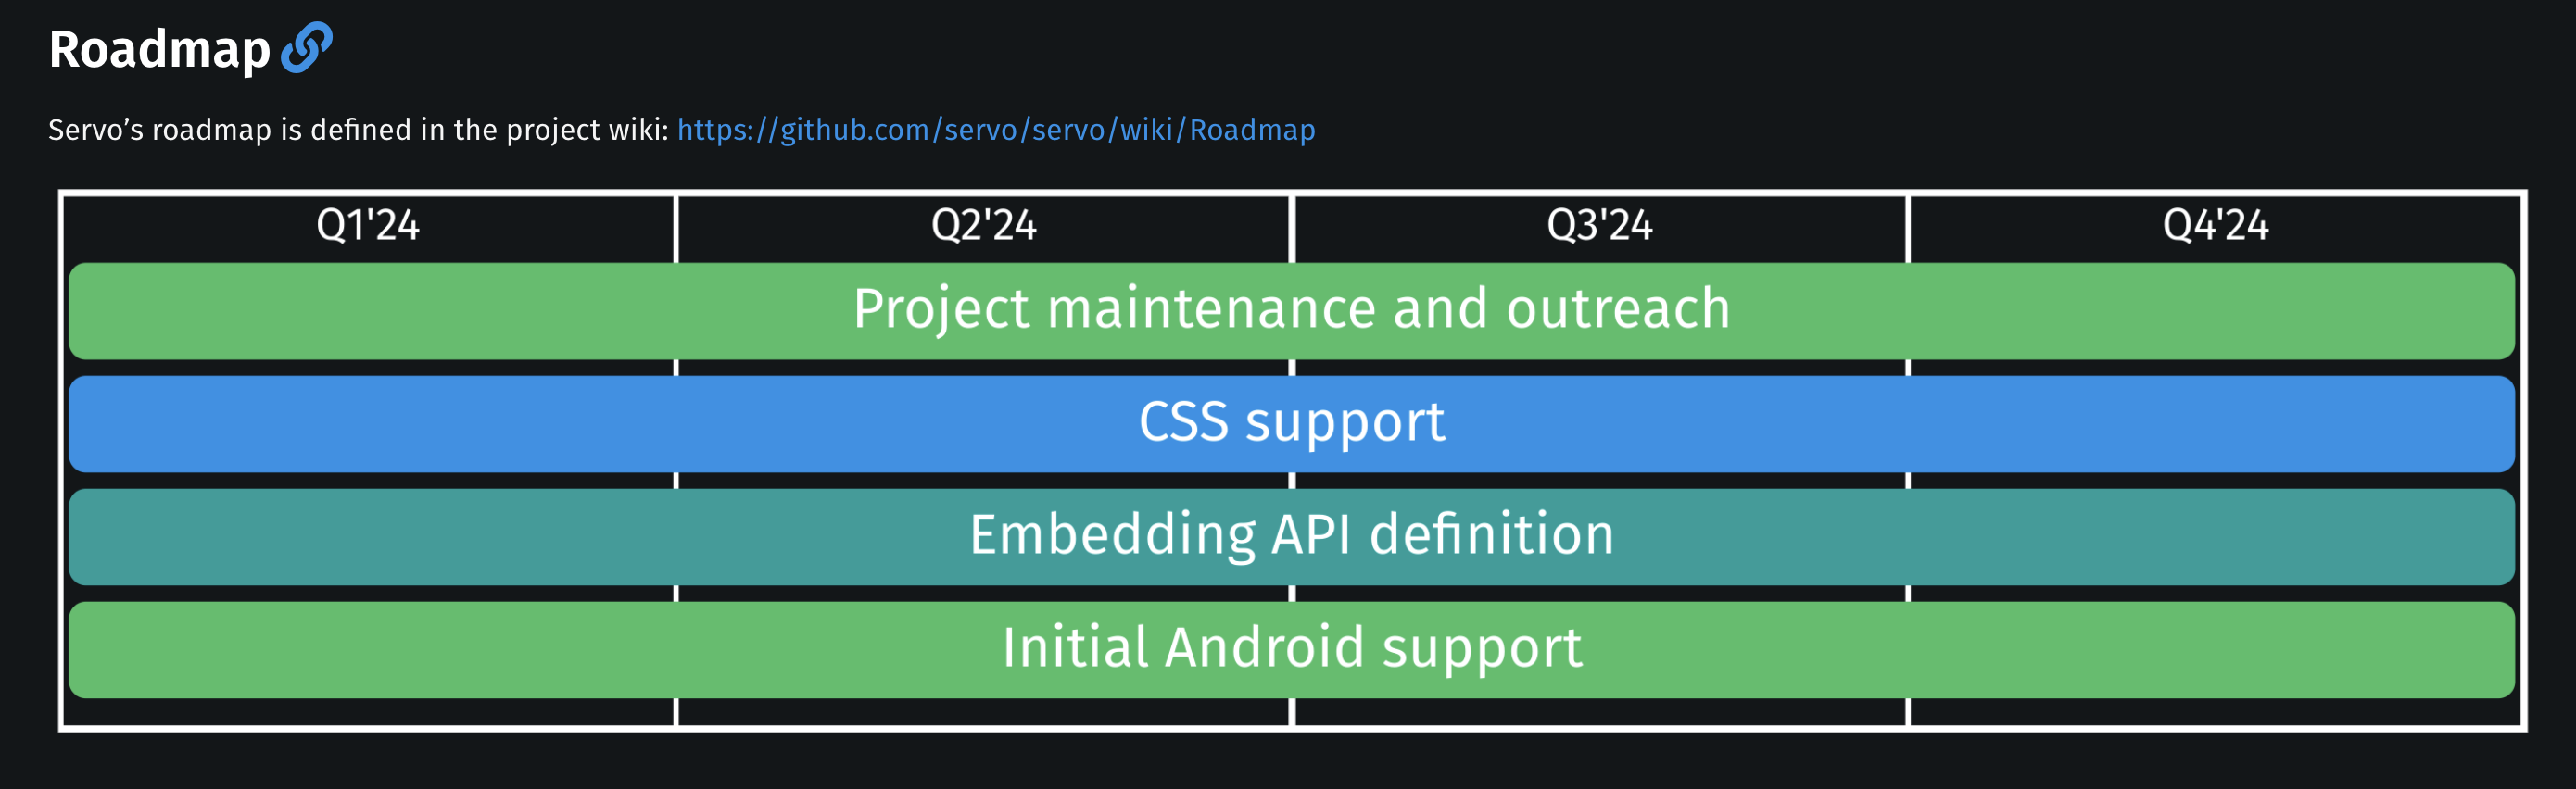 Roadmap
Servo’s roadmap is defined in the project wiki: https://github.com/servo/servo/wiki/Roadmap
Q1'24 Q2'24 Q3'24 Q4'24
Project maintenance and outreach
CSS support
Embedding API definition
Initial Android support